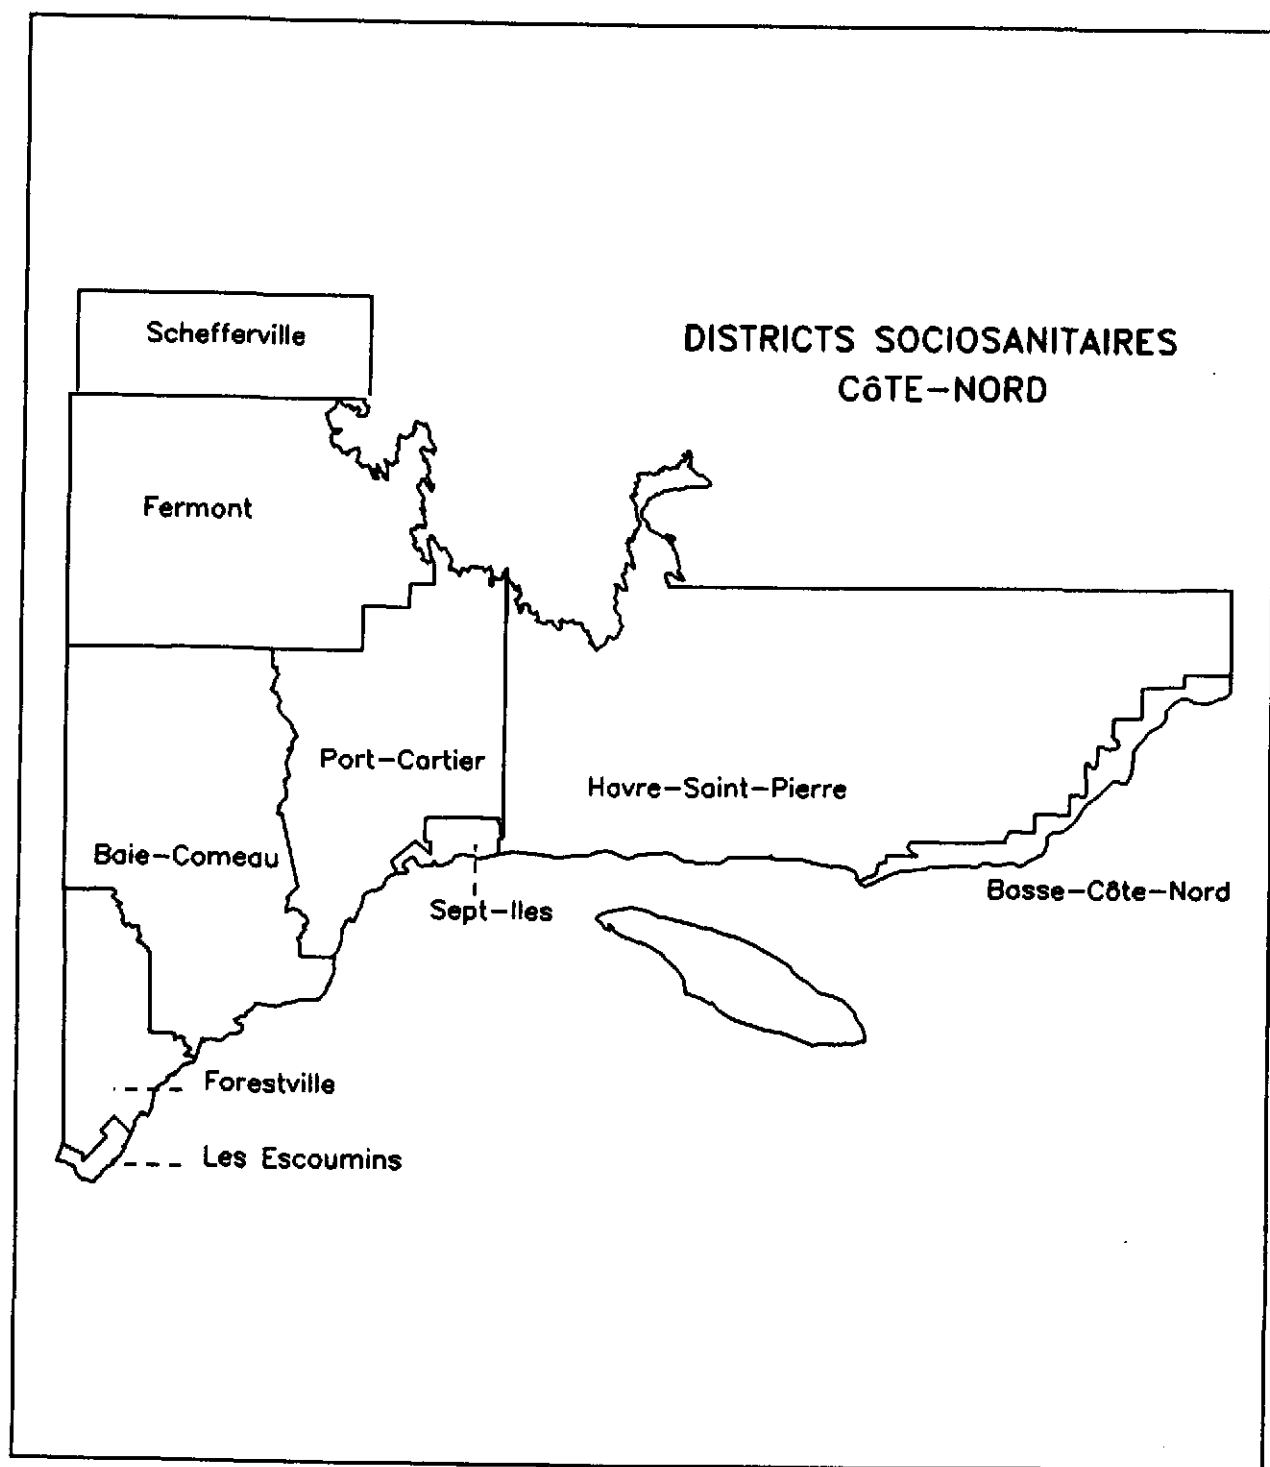 Schefferville
DISTRICTS SOCIOSANITAIRES
CôTE-NORD
Fermont
Port-Cartier
Havre-Saint-Pierre
Baie-Comeau
Basse-Côte-Nord
Sept-Iles
Forestville
Les Escoumins